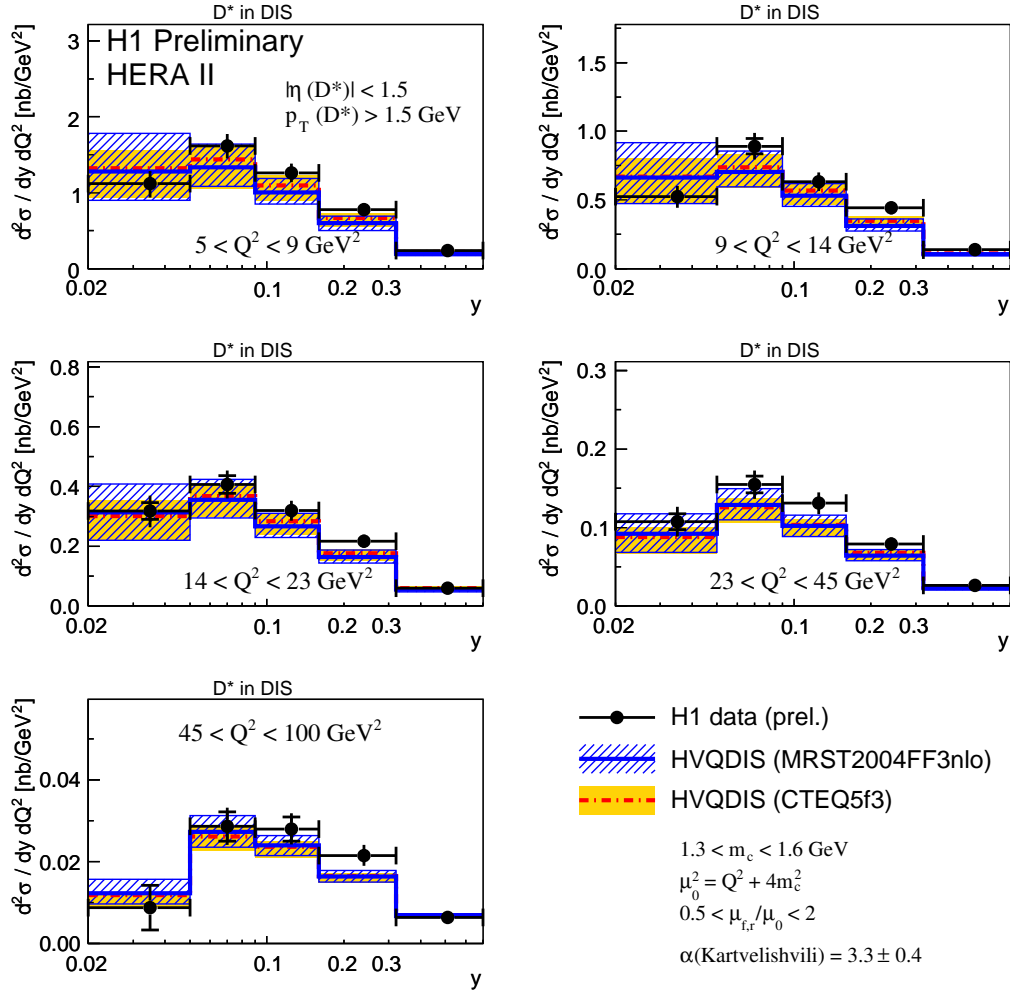 D* in DIS
d²σ / dy dQ² [nb/GeV²]
H1 Preliminary
HERA II
|η (D*)| < 1.5
p_T (D*) > 1.5 GeV
5 < Q² < 9 GeV²
3
2
1
0
0.02
0.1
0.2
0.3
y
D* in DIS
d²σ / dy dQ² [nb/GeV²]
1.5
1.0
0.5
0.0
9 < Q² < 14 GeV²
0.02
0.1
0.2
0.3
y
D* in DIS
d²σ / dy dQ² [nb/GeV²]
0.8
0.6
0.4
0.2
0.0
14 < Q² < 23 GeV²
0.02
0.1
0.2
0.3
y
D* in DIS
d²σ / dy dQ² [nb/GeV²]
0.3
0.2
0.1
0.0
23 < Q² < 45 GeV²
0.02
0.1
0.2
0.3
y
D* in DIS
d²σ / dy dQ² [nb/GeV²]
45 < Q² < 100 GeV²
0.04
0.02
0.00
0.02
0.1
0.2
0.3
y
H1 data (prel.)
HVQDIS (MRST2004FF3nlo)
HVQDIS (CTEQ5f3)
1.3 < m_c < 1.6 GeV
μ₀² = Q² + 4m_c²
0.5 < μ_f,r/μ₀ < 2
α(Kartvelishvili) = 3.3 ± 0.4